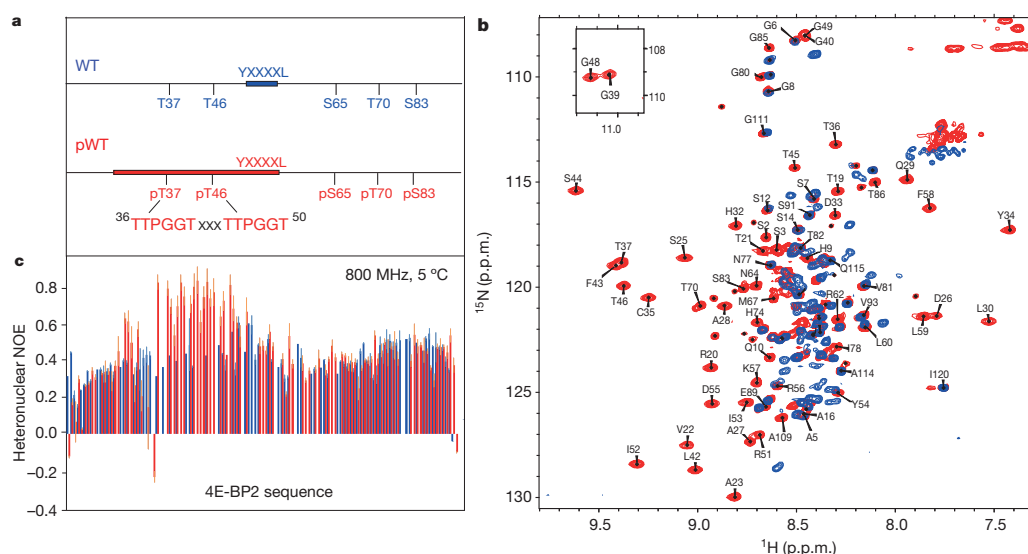 a
WT
YXXXXL
T37 T46 S65 T70 S83
pWT
YXXXXL
pT37 pT46 pS65 pT70 pS83
36 TTPGGT xxx TTPGGT 50
c
800 MHz, 5 °C
Heteronuclear NOE
0.8
0.6
0.4
0.2
0.0
−0.2
−0.4
4E-BP2 sequence
b
G48
G39
108
110
11.0
G6
G49
G40
G85
G80
G8
G111
T36
T45
S44
Q29
S7
T19
T86
F58
S12
S91
D33
Y34
H32
S14
S2
T82
S3
H9
T21
T37
S25
N77
Q115
F43
S83
N64
V81
T46
R62
C35
T70
M67
V93
D26
L30
A28
H74
L59
L60
Q10
I78
R20
A114
K57
I120
R56
D55
E89
Y54
I53
A16
V22
A27
A109
A5
R51
I52
L42
A23
110
115
120
125
130
¹⁵N (p.p.m.)
9.5 9.0 8.5 8.0 7.5
¹H (p.p.m.)